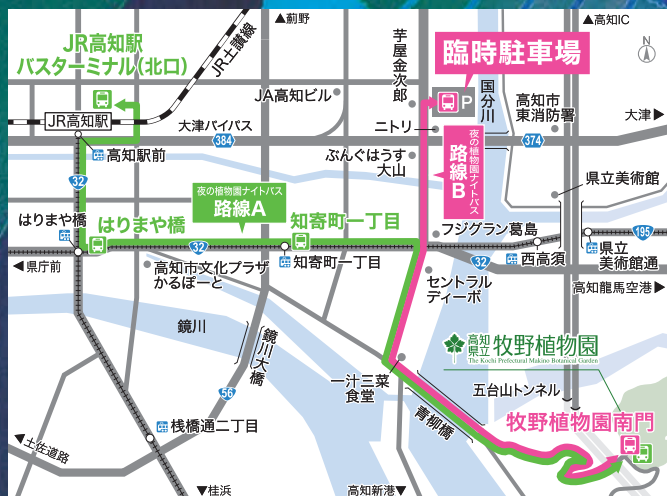 ▲薊野
▲高知IC
N
JR高知駅
バスターミナル(北口)
JR土讃線
芋屋金次郎
臨時駐車場
P
JA高知ビル
国分川
高知市
東消防署
JR高知駅
大津バイパス
384
ニトリ
374
大津▶
高知駅前
ぶんぐはうす
大山
夜の植物園ナイトバス
路線B
32
夜の植物園ナイトバス
路線A
県立美術館
はりまや橋
はりまや橋
知寄町一丁目
フジグラン葛島
195
32
◀県庁前
知寄町一丁目
32
西高須
県立
美術館通
高知市文化プラザ
かるぽーと
セントラル
ディーボ
高知龍馬空港▶
鏡川
鏡川大橋
高知県立牧野植物園
The Kochi Prefectural Makino Botanical Garden
一汁三菜
食堂
五台山トンネル
56
青柳橋
牧野植物園南門
桟橋通二丁目
◀土佐道路
▼桂浜
高知新港▼